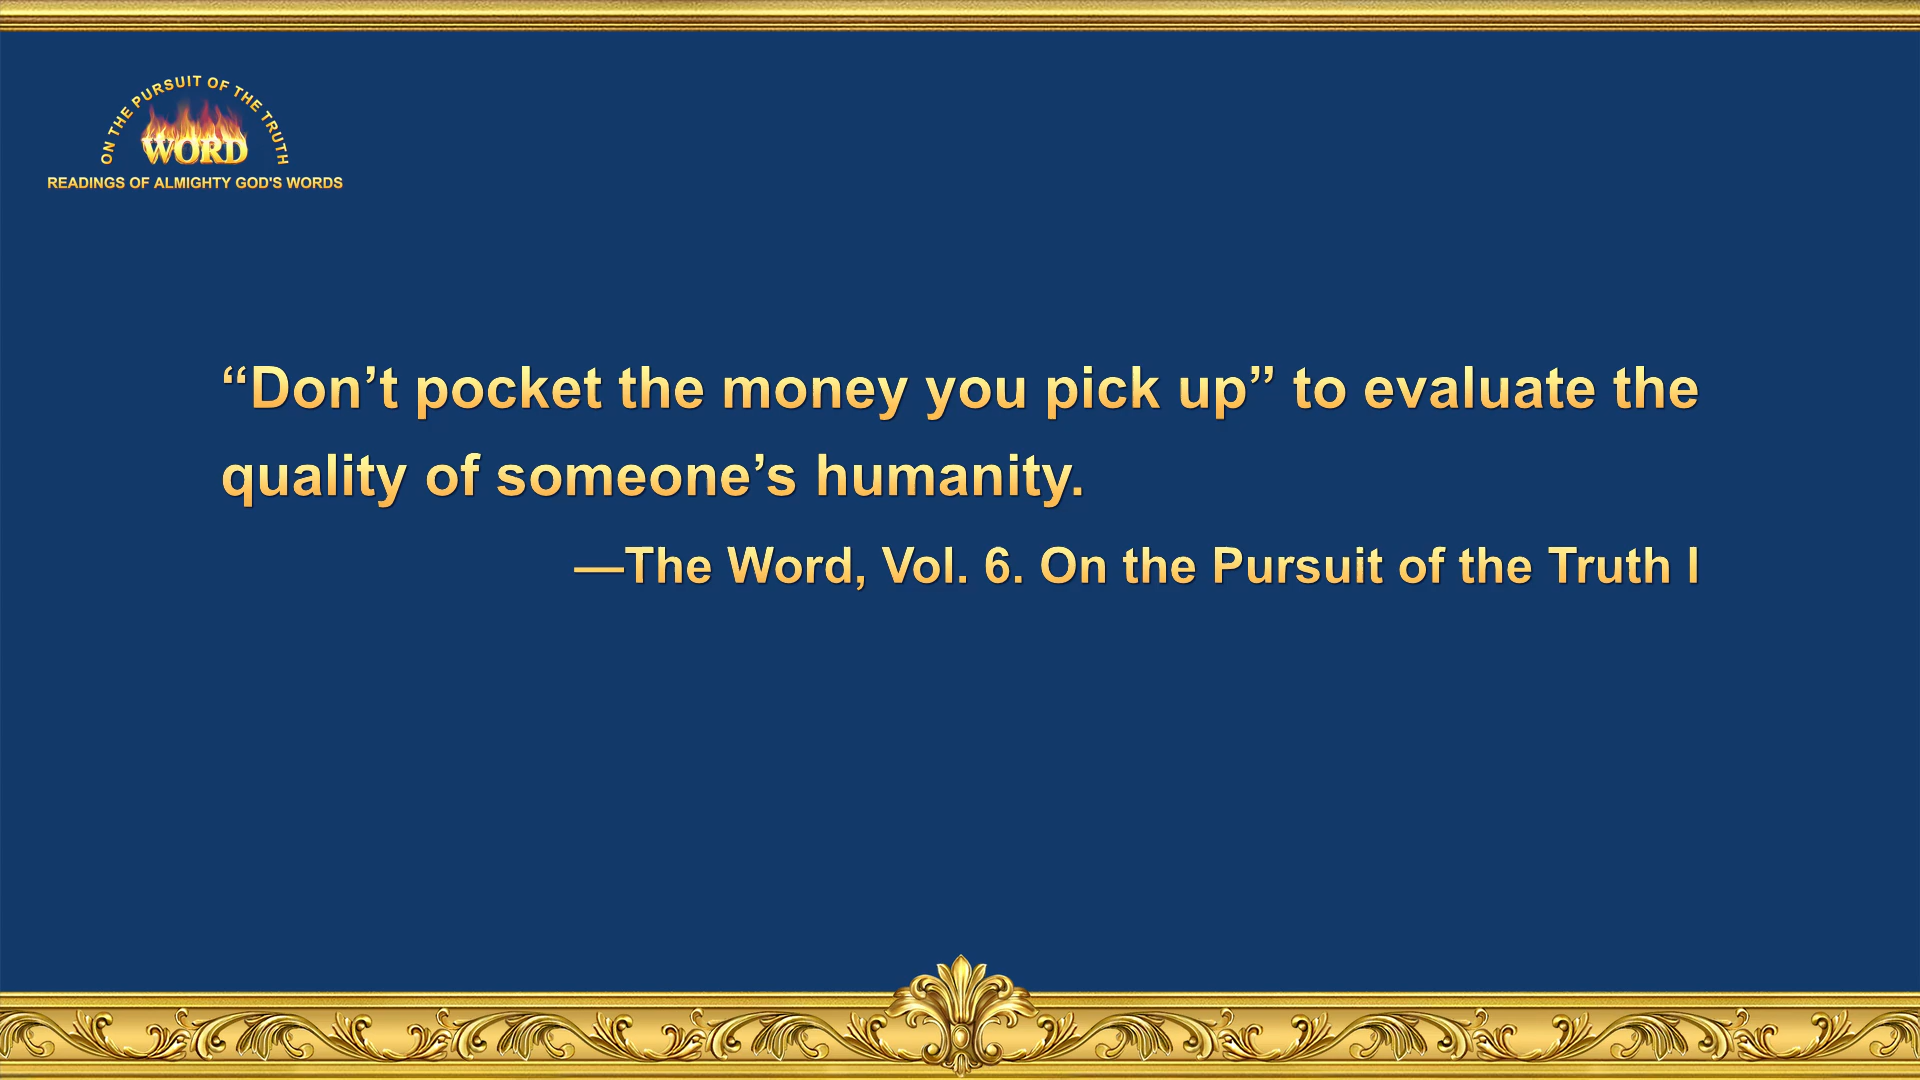 ON THE PURSUIT OF THE TRUTH
WORD
READINGS OF ALMIGHTY GOD'S WORDS
“Don’t pocket the money you pick up” to evaluate the
quality of someone’s humanity.
—The Word, Vol. 6. On the Pursuit of the Truth I